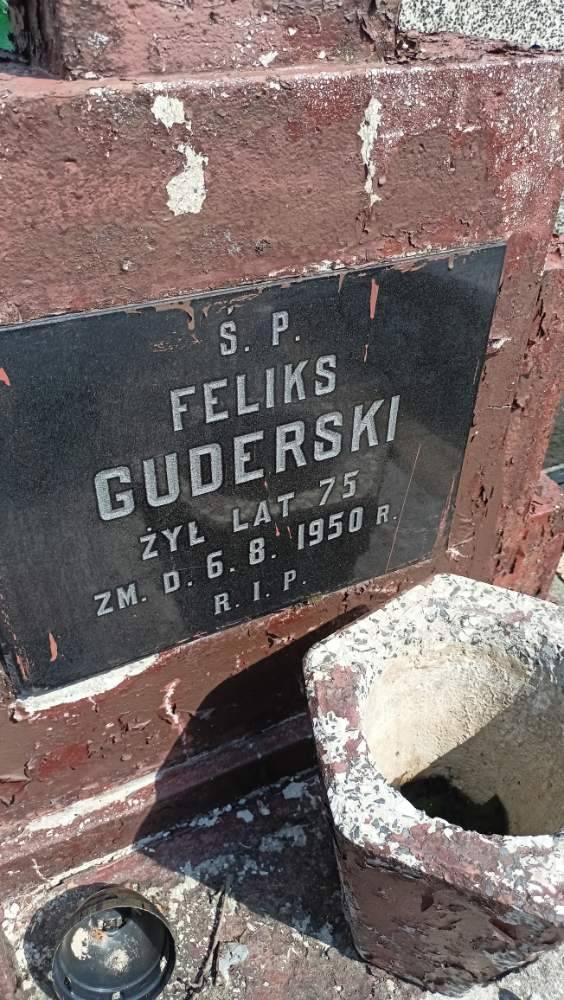 Ś. P.
FELIKS
GUDERSKI
ŻYŁ LAT 75
ZM. D. 6. 8. 1950 R.
R. I. P.